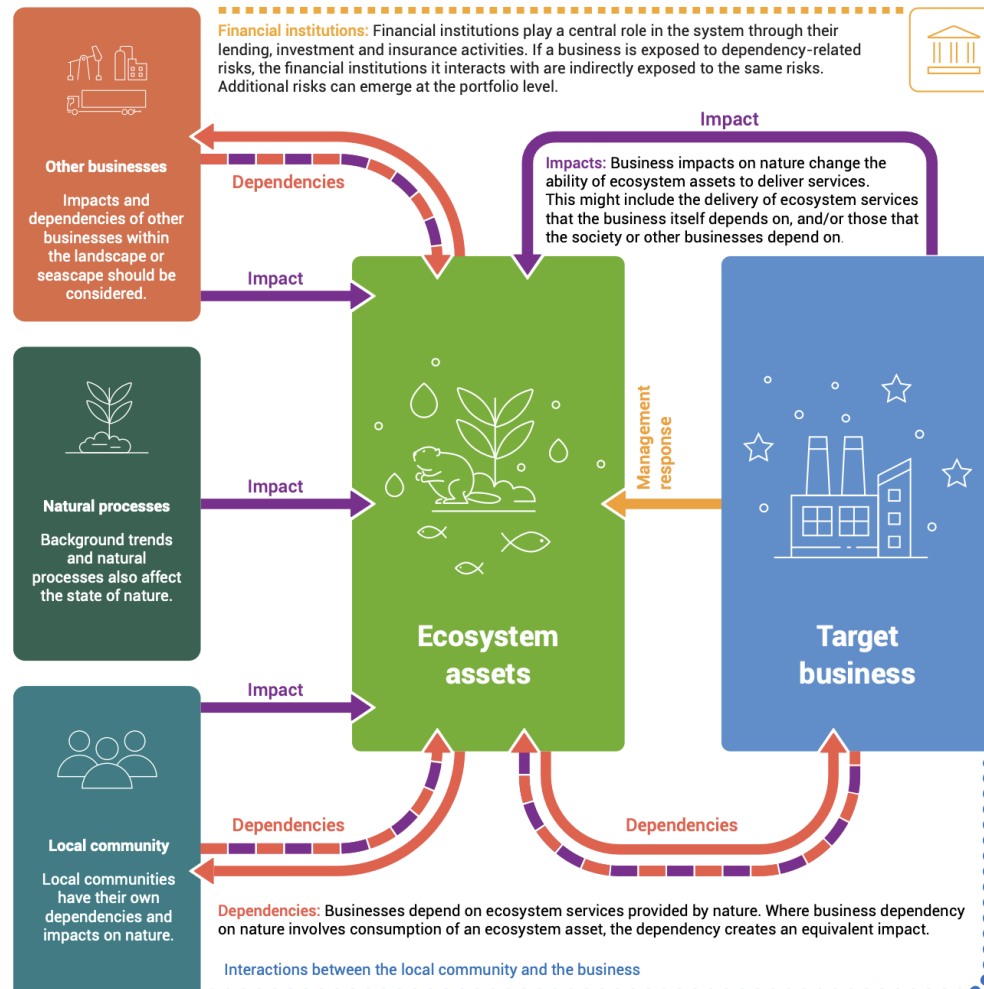 Financial institutions: Financial institutions play a central role in the system through their
lending, investment and insurance activities. If a business is exposed to dependency-related
risks, the financial institutions it interacts with are indirectly exposed to the same risks.
Additional risks can emerge at the portfolio level.
Other businesses
Impacts and
dependencies of other
businesses within
the landscape or
seascape should be
considered.
Dependencies
Impact
Impact
Impacts: Business impacts on nature change the
ability of ecosystem assets to deliver services.
This might include the delivery of ecosystem services
that the business itself depends on, and/or those that
the society or other businesses depend on.
Natural processes
Background trends
and natural
processes also affect
the state of nature.
Impact
Management
response
Ecosystem
assets
Target
business
Local community
Local communities
have their own
dependencies and
impacts on nature.
Impact
Dependencies
Dependencies
Dependencies: Businesses depend on ecosystem services provided by nature. Where business dependency
on nature involves consumption of an ecosystem asset, the dependency creates an equivalent impact.
Interactions between the local community and the business